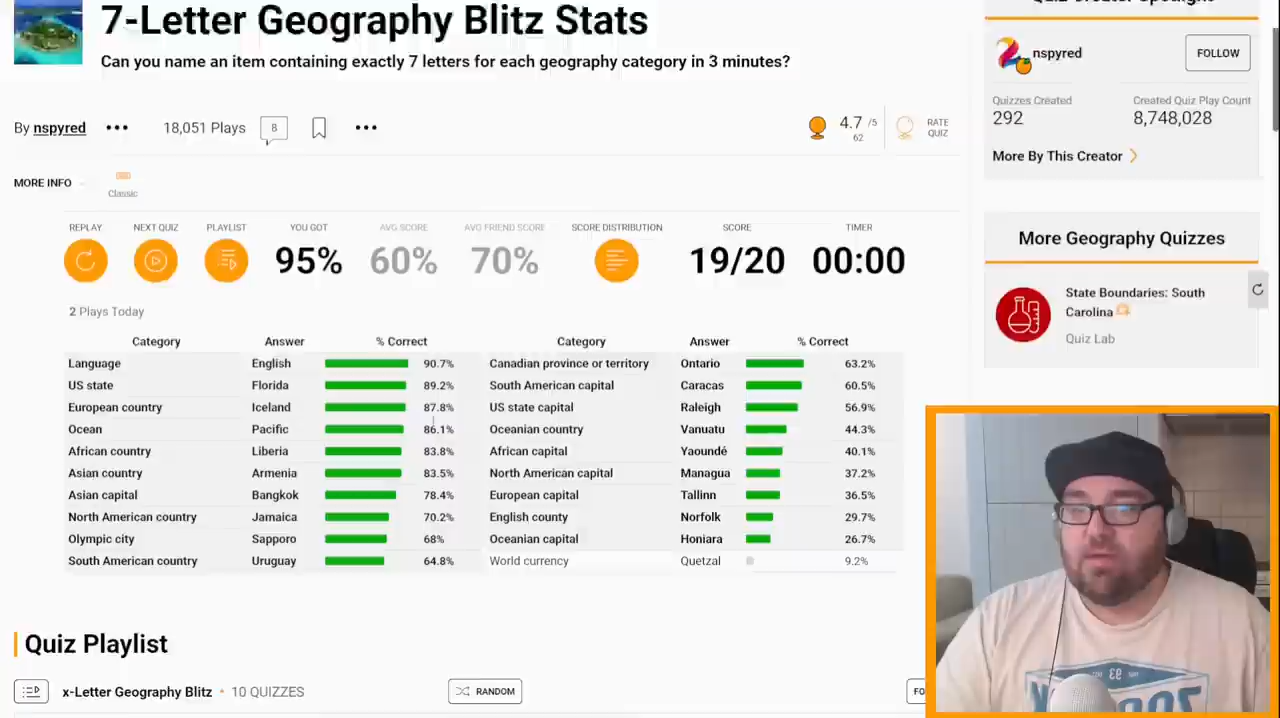 7-Letter Geography Blitz Stats
Can you name an item containing exactly 7 letters for each geography category in 3 minutes?
By nspyred ••• 18,051 Plays 8 •••
4.7 /5
62
RATE
QUIZ
MORE INFO
Classic
REPLAY NEXT QUIZ PLAYLIST YOU GOT AVG SCORE AVG FRIEND SCORE SCORE DISTRIBUTION SCORE TIMER
95% 60% 70% 19/20 00:00
2 Plays Today
Category Answer % Correct Category Answer % Correct
Language English 90.7% Canadian province or territory Ontario 63.2%
US state Florida 89.2% South American capital Caracas 60.5%
European country Iceland 87.8% US state capital Raleigh 56.9%
Ocean Pacific 86.1% Oceanian country Vanuatu 44.3%
African country Liberia 83.8% African capital Yaoundé 40.1%
Asian country Armenia 83.5% North American capital Managua 37.2%
Asian capital Bangkok 78.4% European capital Tallinn 36.5%
North American country Jamaica 70.2% English county Norfolk 29.7%
Olympic city Sapporo 68% Oceanian capital Honiara 26.7%
South American country Uruguay 64.8% World currency Quetzal 9.2%
Quiz Playlist
x-Letter Geography Blitz • 10 QUIZZES RANDOM FO
Quiz Creator Spotlight
nspyred FOLLOW
Quizzes Created Created Quiz Play Count
292 8,748,028
More By This Creator
More Geography Quizzes
State Boundaries: South
Carolina
Quiz Lab